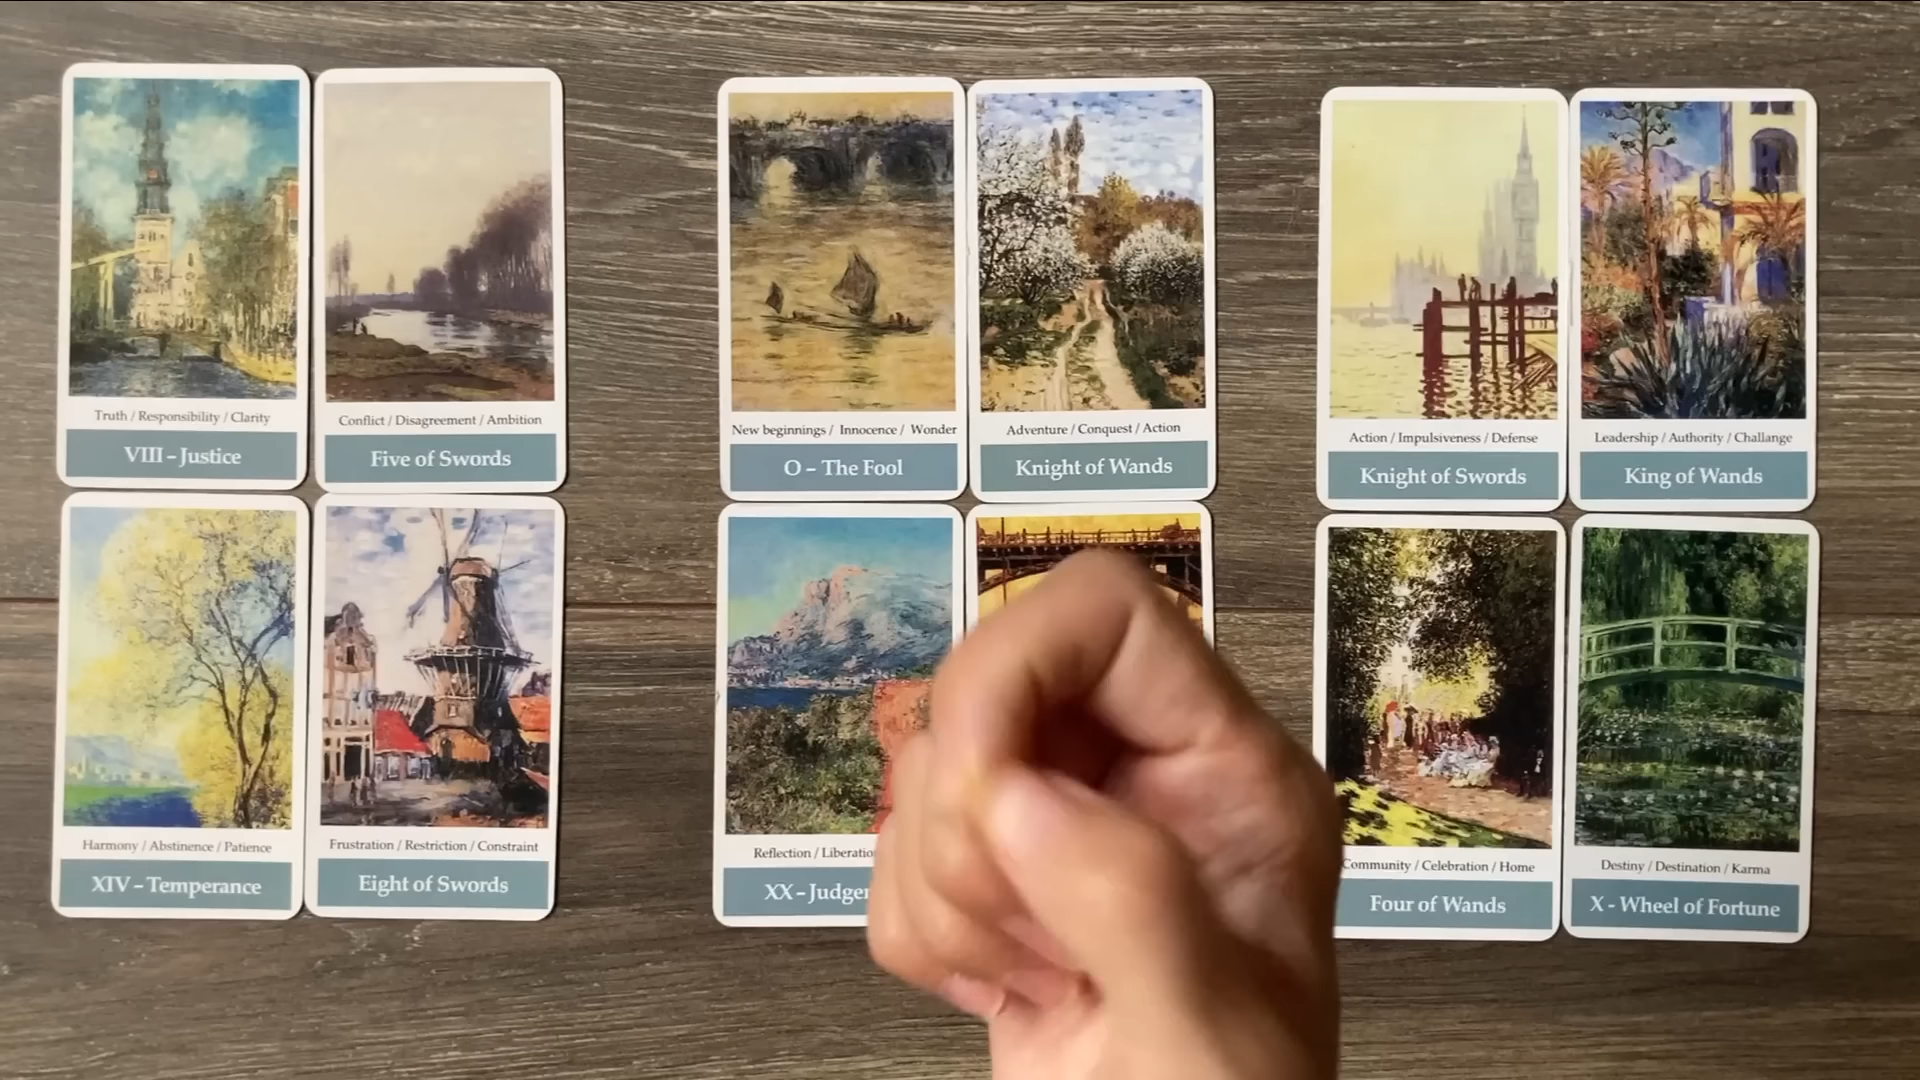 Truth / Responsibility / Clarity
VIII – Justice
Conflict / Disagreement / Ambition
Five of Swords
New beginnings / Innocence / Wonder
O – The Fool
Adventure / Conquest / Action
Knight of Wands
Action / Impulsiveness / Defense
Knight of Swords
Leadership / Authority / Challange
King of Wands
Harmony / Abstinence / Patience
XIV – Temperance
Frustration / Restriction / Constraint
Eight of Swords
Reflection /
XX –
Community / Celebration / Home
Four of Wands
Destiny / Destination / Karma
X - Wheel of Fortune